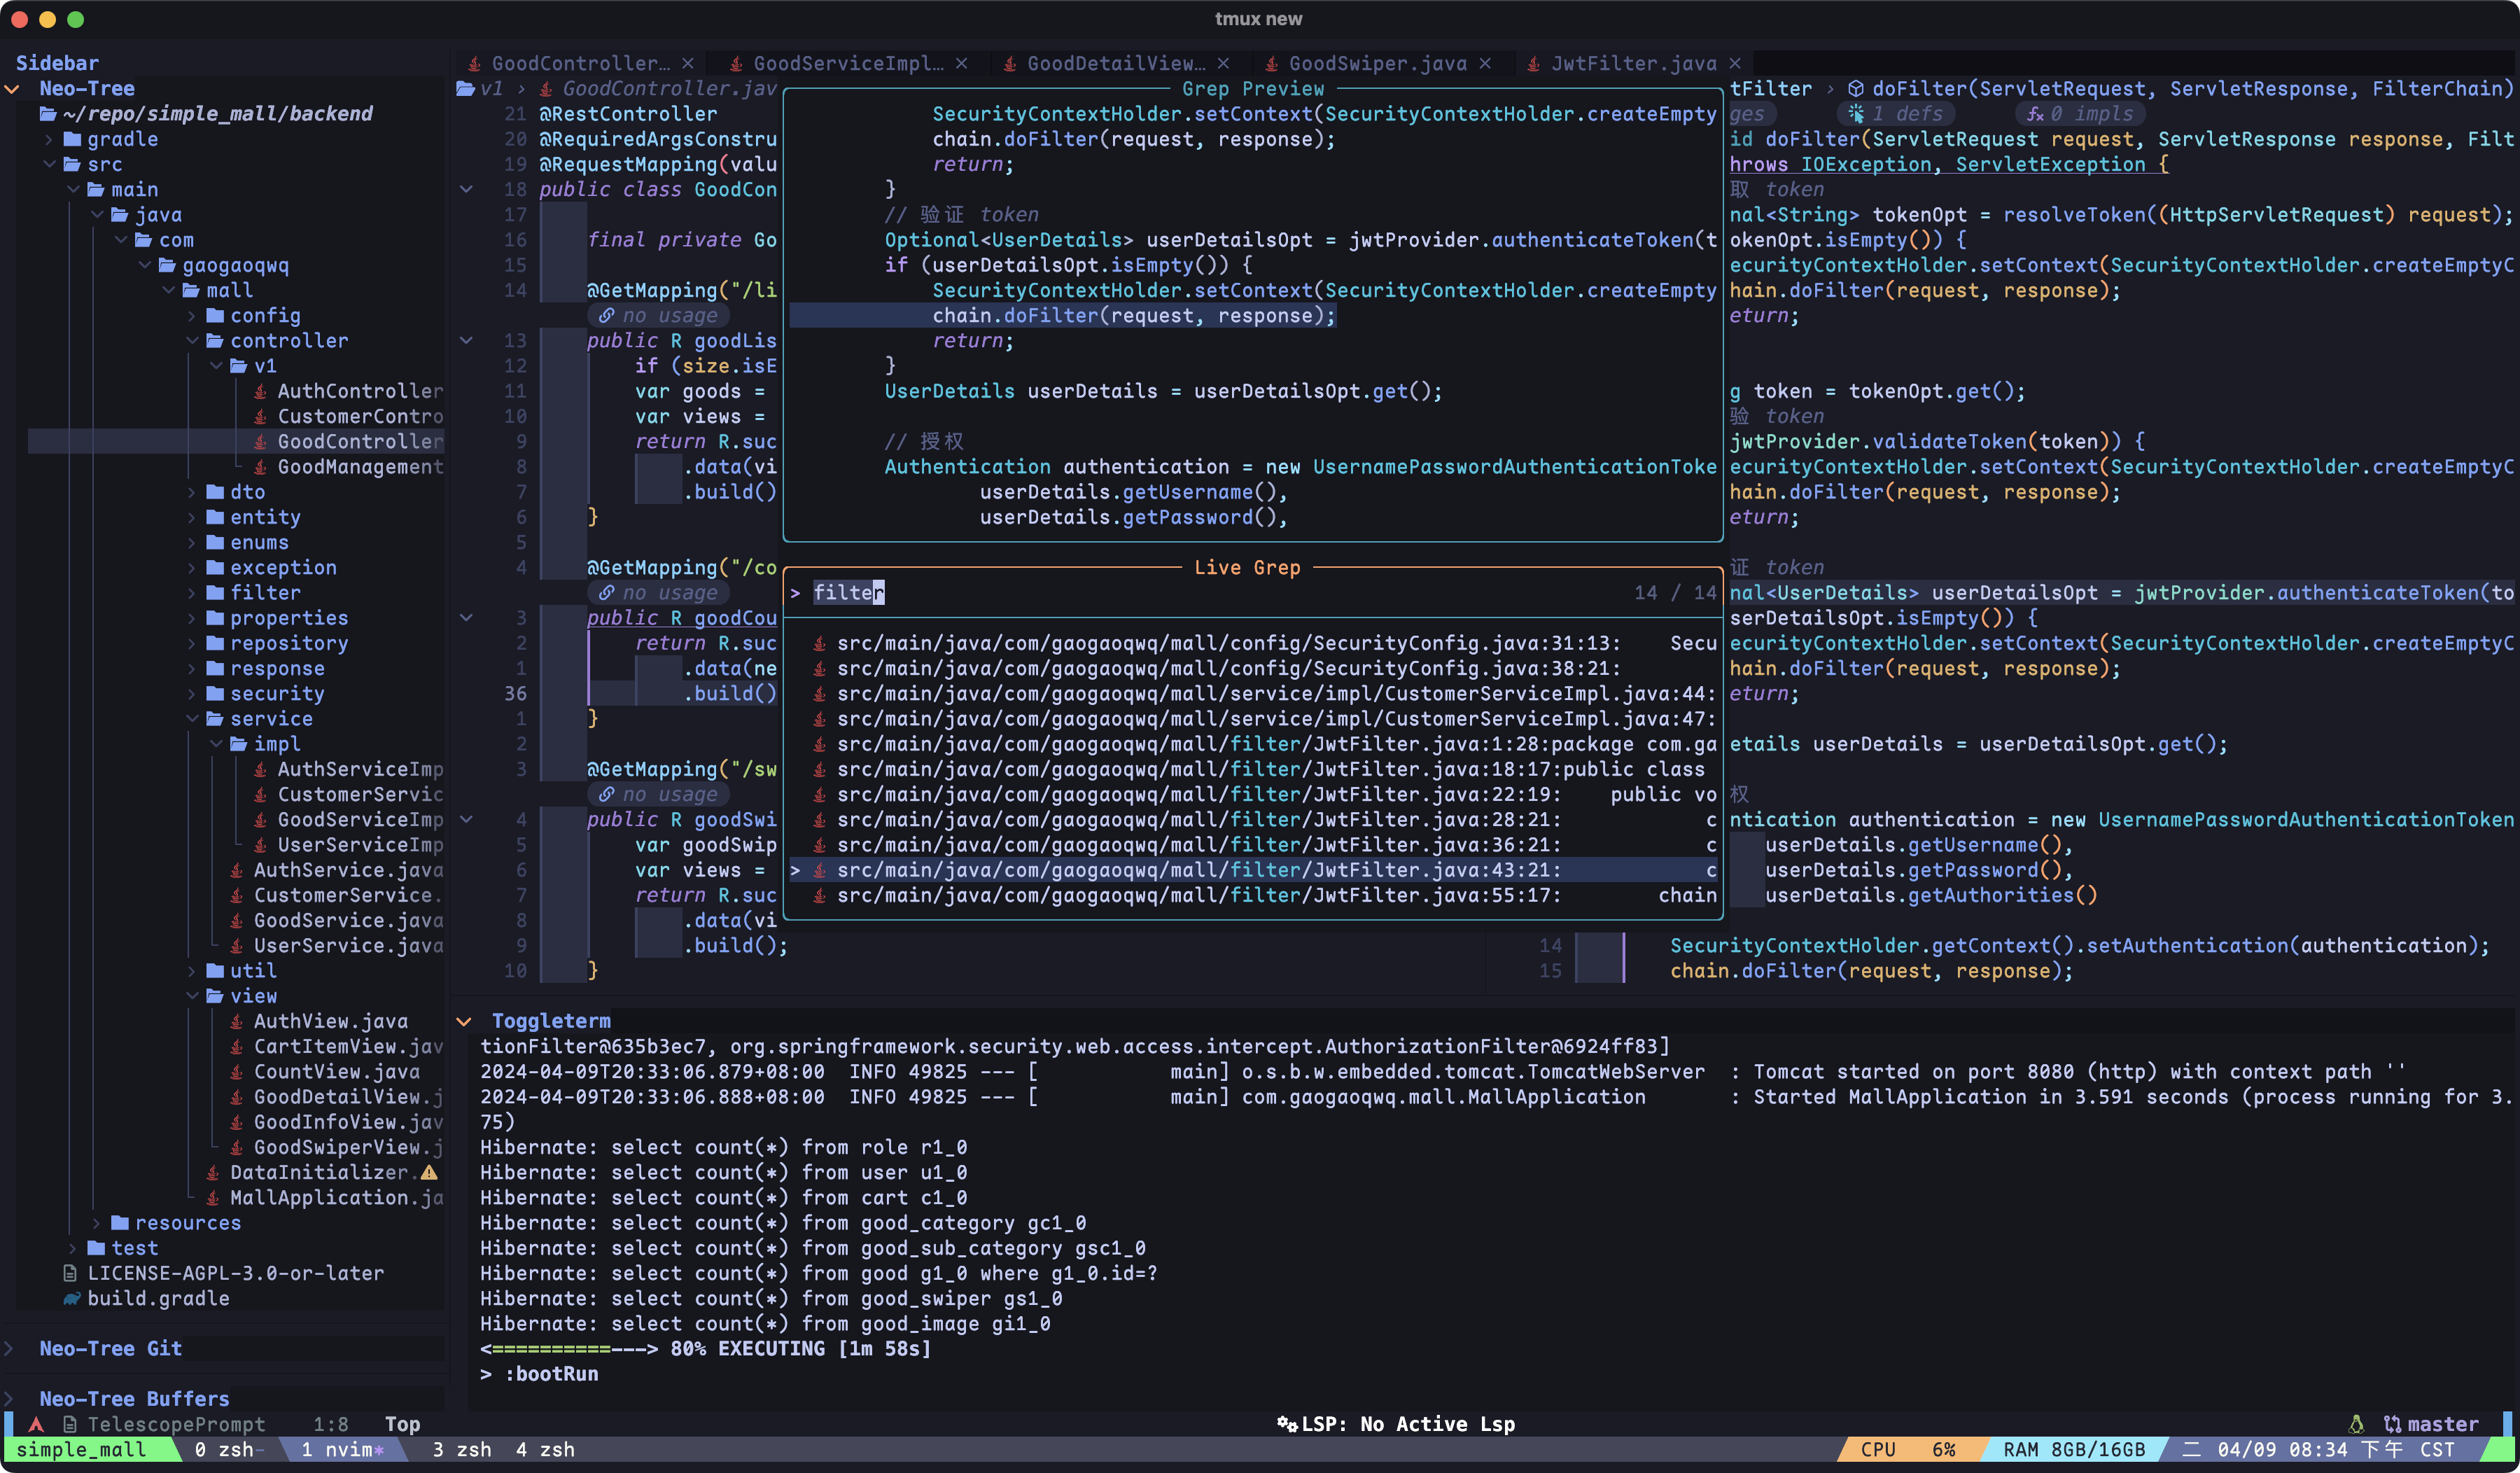 tmux new
Sidebar
Neo-Tree
~/repo/simple_mall/backend
gradle
src
main
java
com
gaogaoqwq
mall
config
controller
v1
AuthController
CustomerContro
GoodController
GoodManagement
dto
entity
enums
exception
filter
properties
repository
response
security
service
impl
AuthServiceImp
CustomerServic
GoodServiceImp
UserServiceImp
AuthService.java
CustomerService.
GoodService.java
UserService.java
util
view
AuthView.java
CartItemView.jav
CountView.java
GoodDetailView.j
GoodInfoView.jav
GoodSwiperView.j
DataInitializer.
MallApplication.ja
resources
test
LICENSE-AGPL-3.0-or-later
build.gradle
Neo-Tree Git
Neo-Tree Buffers
GoodController… × GoodServiceImpl… × GoodDetailView… × GoodSwiper.java × JwtFilter.java ×
v1 › GoodController.jav
21 @RestController
20 @RequiredArgsConstru
19 @RequestMapping(valu
18 public class GoodCon
17
16 final private Go
15
14 @GetMapping("/li
no usage
13 public R goodLis
12 if (size.isE
11 var goods =
10 var views =
9 return R.suc
8 .data(vi
7 .build()
6 }
5
4 @GetMapping("/co
no usage
3 public R goodCou
2 return R.suc
1 .data(ne
36 .build()
1 }
2
3 @GetMapping("/sw
no usage
4 public R goodSwi
5 var goodSwip
6 var views =
7 return R.suc
8 .data(vi
9 .build();
10 }
Grep Preview
SecurityContextHolder.setContext(SecurityContextHolder.createEmpty
chain.doFilter(request, response);
return;
}
// 验证 token
Optional<UserDetails> userDetailsOpt = jwtProvider.authenticateToken(t
if (userDetailsOpt.isEmpty()) {
SecurityContextHolder.setContext(SecurityContextHolder.createEmpty
chain.doFilter(request, response);
return;
}
UserDetails userDetails = userDetailsOpt.get();
// 授权
Authentication authentication = new UsernamePasswordAuthenticationToke
userDetails.getUsername(),
userDetails.getPassword(),
Live Grep
> filter 14 / 14
src/main/java/com/gaogaoqwq/mall/config/SecurityConfig.java:31:13: Secu
src/main/java/com/gaogaoqwq/mall/config/SecurityConfig.java:38:21:
src/main/java/com/gaogaoqwq/mall/service/impl/CustomerServiceImpl.java:44:
src/main/java/com/gaogaoqwq/mall/service/impl/CustomerServiceImpl.java:47:
src/main/java/com/gaogaoqwq/mall/filter/JwtFilter.java:1:28:package com.ga
src/main/java/com/gaogaoqwq/mall/filter/JwtFilter.java:18:17:public class
src/main/java/com/gaogaoqwq/mall/filter/JwtFilter.java:22:19: public vo
src/main/java/com/gaogaoqwq/mall/filter/JwtFilter.java:28:21: c
src/main/java/com/gaogaoqwq/mall/filter/JwtFilter.java:36:21: c
> src/main/java/com/gaogaoqwq/mall/filter/JwtFilter.java:43:21: c
src/main/java/com/gaogaoqwq/mall/filter/JwtFilter.java:55:17: chain
tFilter › doFilter(ServletRequest, ServletResponse, FilterChain)
ges 1 defs 0 impls
id doFilter(ServletRequest request, ServletResponse response, Filt
hrows IOException, ServletException {
取 token
nal<String> tokenOpt = resolveToken((HttpServletRequest) request);
okenOpt.isEmpty()) {
ecurityContextHolder.setContext(SecurityContextHolder.createEmptyC
hain.doFilter(request, response);
eturn;
g token = tokenOpt.get();
验 token
jwtProvider.validateToken(token)) {
ecurityContextHolder.setContext(SecurityContextHolder.createEmptyC
hain.doFilter(request, response);
eturn;
证 token
nal<UserDetails> userDetailsOpt = jwtProvider.authenticateToken(to
serDetailsOpt.isEmpty()) {
ecurityContextHolder.setContext(SecurityContextHolder.createEmptyC
hain.doFilter(request, response);
eturn;
etails userDetails = userDetailsOpt.get();
权
ntication authentication = new UsernamePasswordAuthenticationToken
userDetails.getUsername(),
userDetails.getPassword(),
userDetails.getAuthorities()
14 SecurityContextHolder.getContext().setAuthentication(authentication);
15 chain.doFilter(request, response);
Toggleterm
tionFilter@635b3ec7, org.springframework.security.web.access.intercept.AuthorizationFilter@6924ff83]
2024-04-09T20:33:06.879+08:00 INFO 49825 --- [ main] o.s.b.w.embedded.tomcat.TomcatWebServer : Tomcat started on port 8080 (http) with context path ''
2024-04-09T20:33:06.888+08:00 INFO 49825 --- [ main] com.gaogaoqwq.mall.MallApplication : Started MallApplication in 3.591 seconds (process running for 3.
75)
Hibernate: select count(*) from role r1_0
Hibernate: select count(*) from user u1_0
Hibernate: select count(*) from cart c1_0
Hibernate: select count(*) from good_category gc1_0
Hibernate: select count(*) from good_sub_category gsc1_0
Hibernate: select count(*) from good g1_0 where g1_0.id=?
Hibernate: select count(*) from good_swiper gs1_0
Hibernate: select count(*) from good_image gi1_0
<==========---> 80% EXECUTING [1m 58s]
> :bootRun
TelescopePrompt 1:8 Top LSP: No Active Lsp master
simple_mall 0 zsh- 1 nvim* 3 zsh 4 zsh CPU 6% RAM 8GB/16GB 二 04/09 08:34 下午 CST